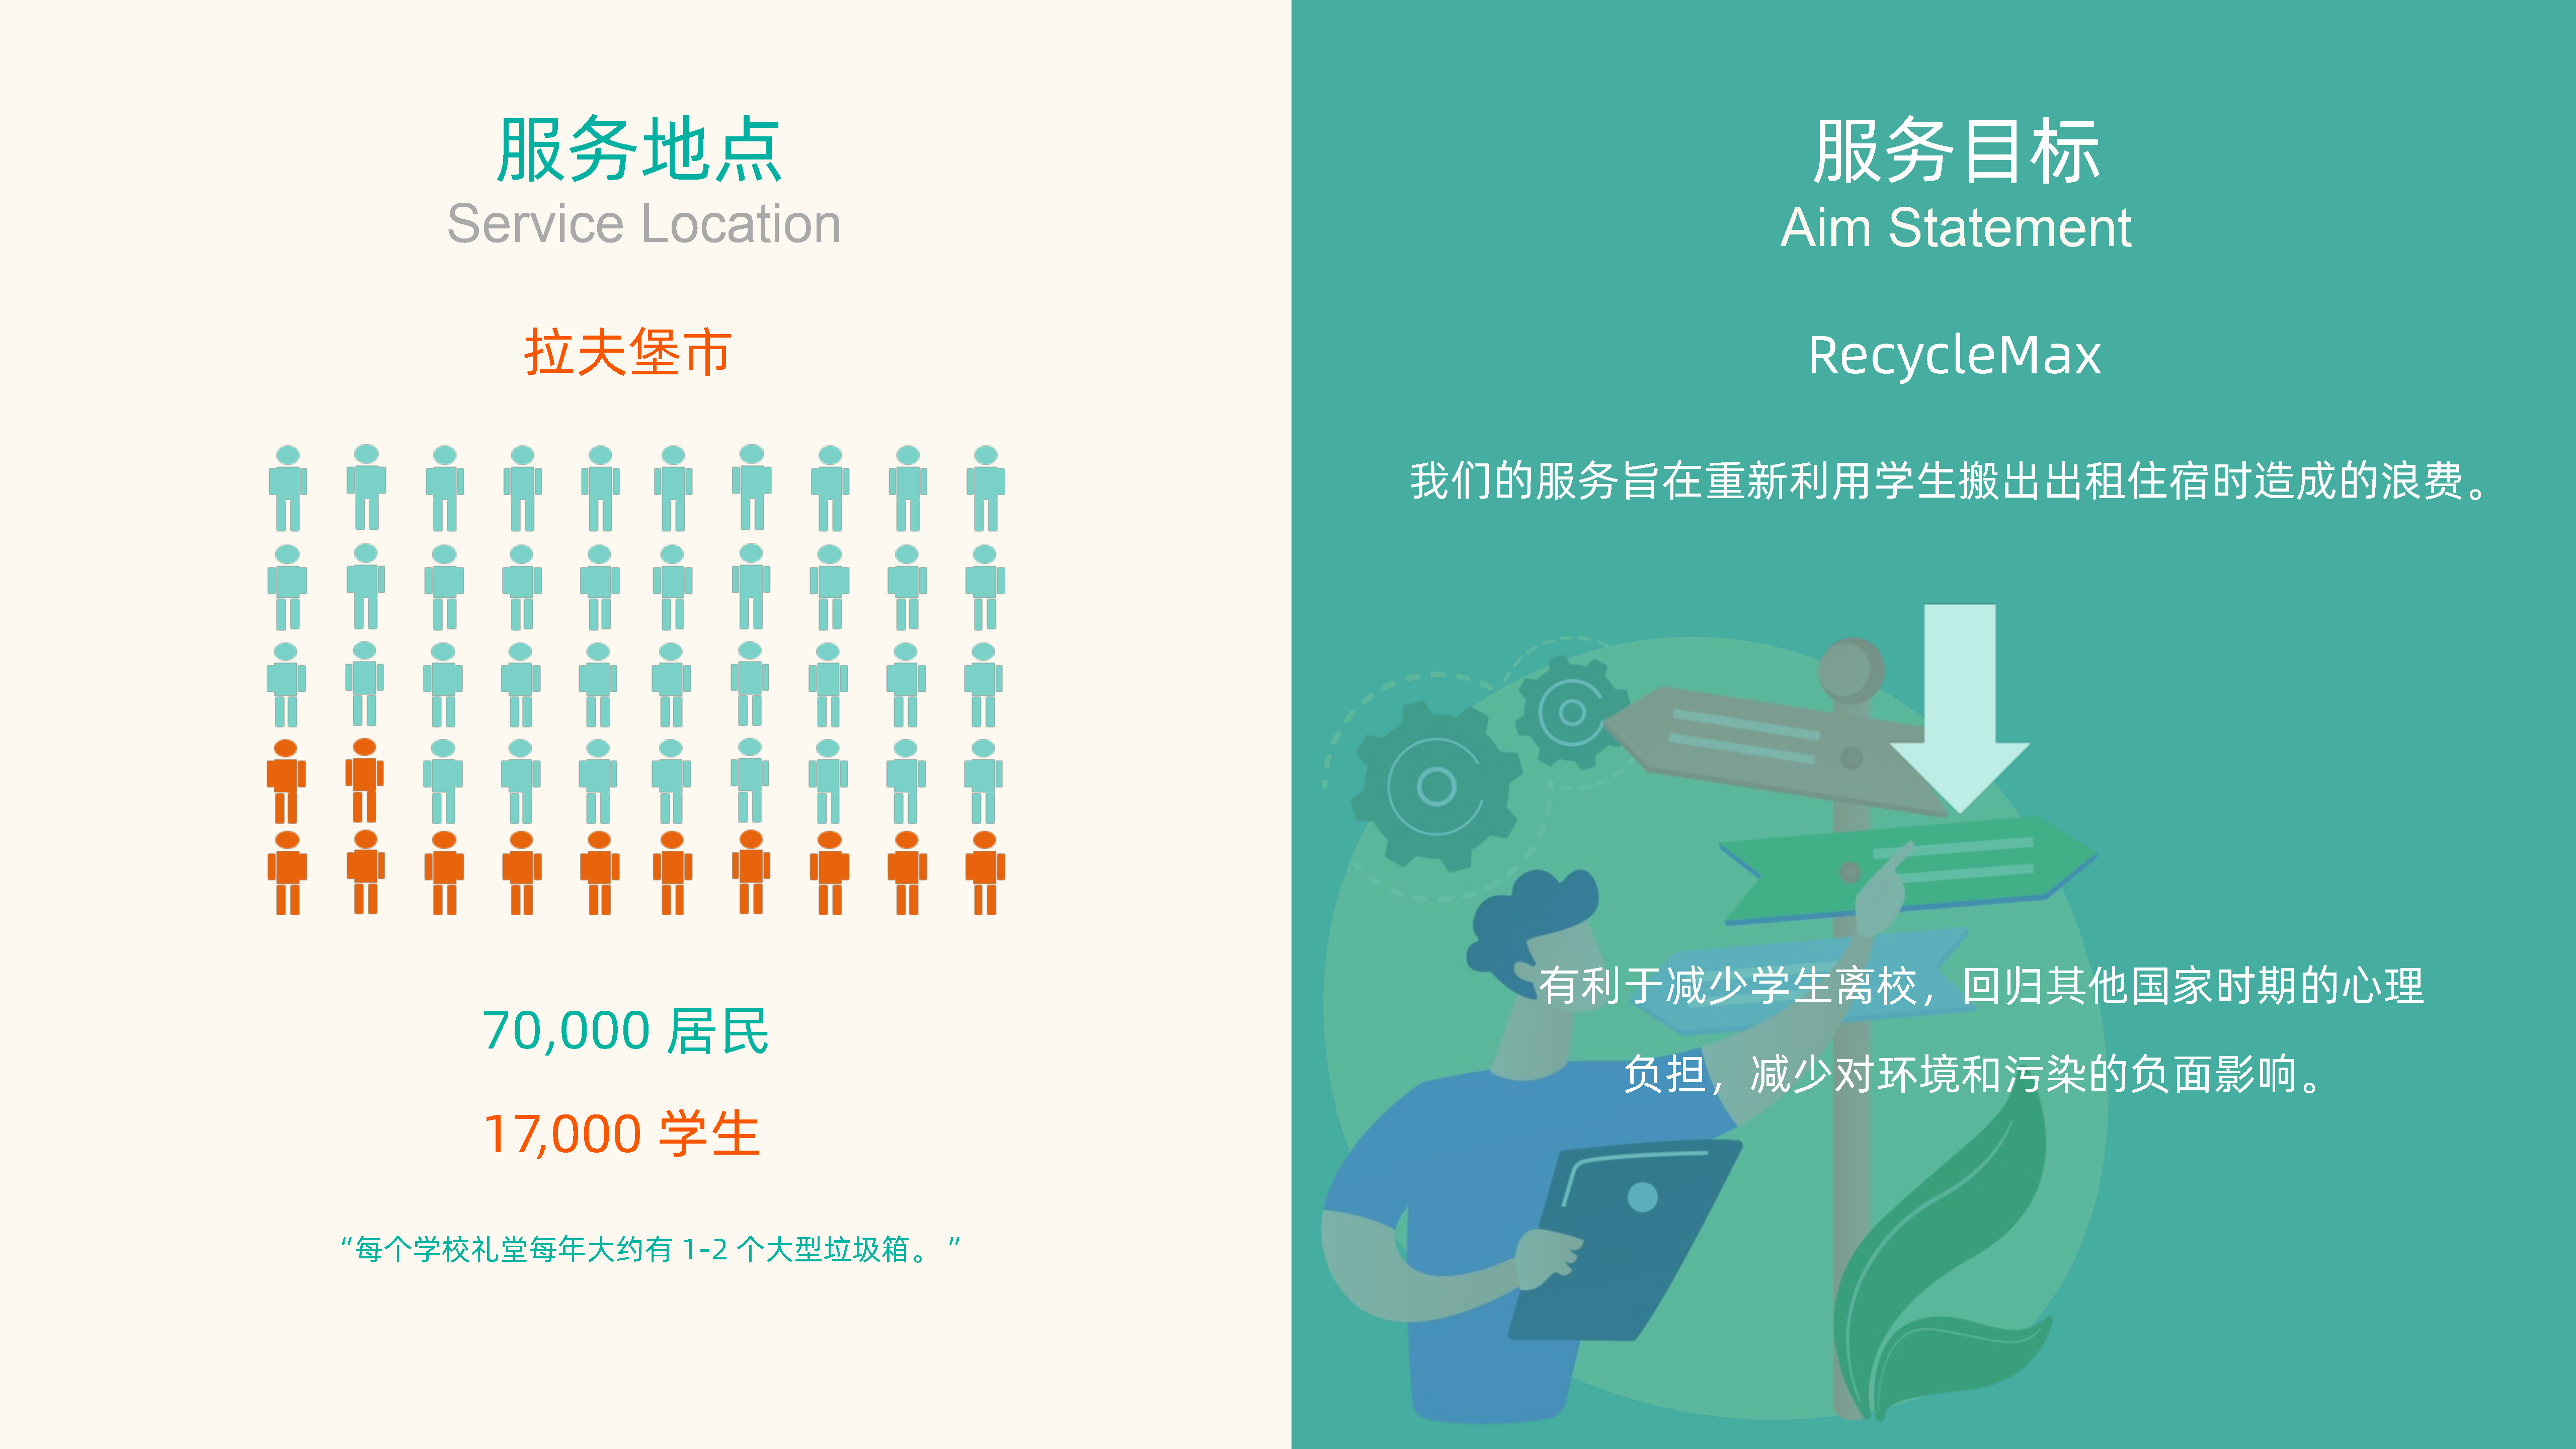 服务地点
Service Location
拉夫堡市
70,000 居民
17,000 学生
“每个学校礼堂每年大约有 1-2 个大型垃圾箱。 ”
服务目标
Aim Statement
RecycleMax
我们的服务旨在重新利用学生搬出出租住宿时造成的浪费。
有利于减少学生离校，回归其他国家时期的心理
负担，减少对环境和污染的负面影响。